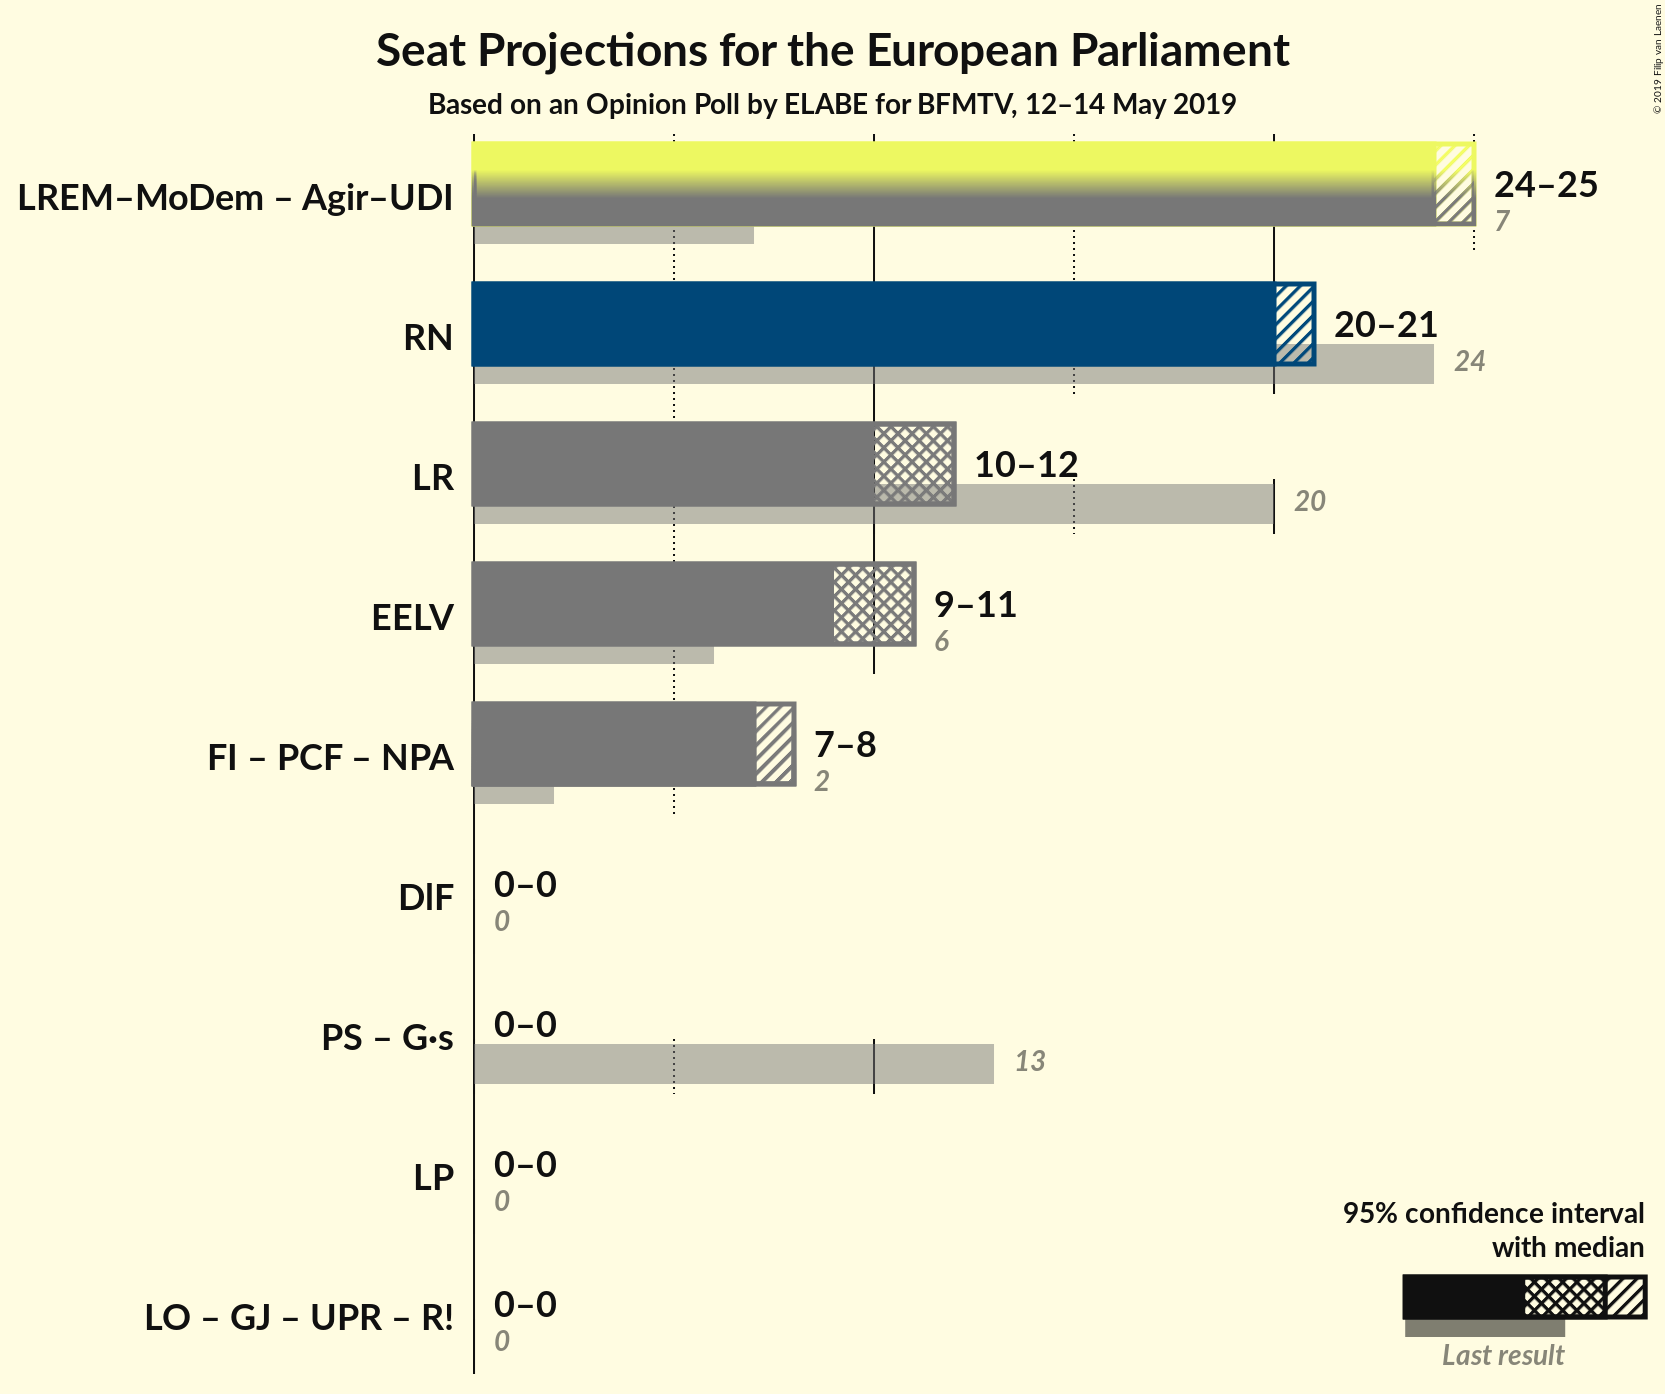 Seat Projections for the European Parliament
Based on an Opinion Poll by ELABE for BFMTV, 12–14 May 2019
© 2019 Filip van Laenen
LREM–MoDem – Agir–UDI
24–25
7
RN
20–21
24
LR
10–12
20
EELV
9–11
6
FI – PCF – NPA
7–8
2
DlF
0–0
0
PS – G·s
0–0
13
LP
0–0
0
LO – GJ – UPR – R!
0–0
0
95% confidence interval
with median
Last result